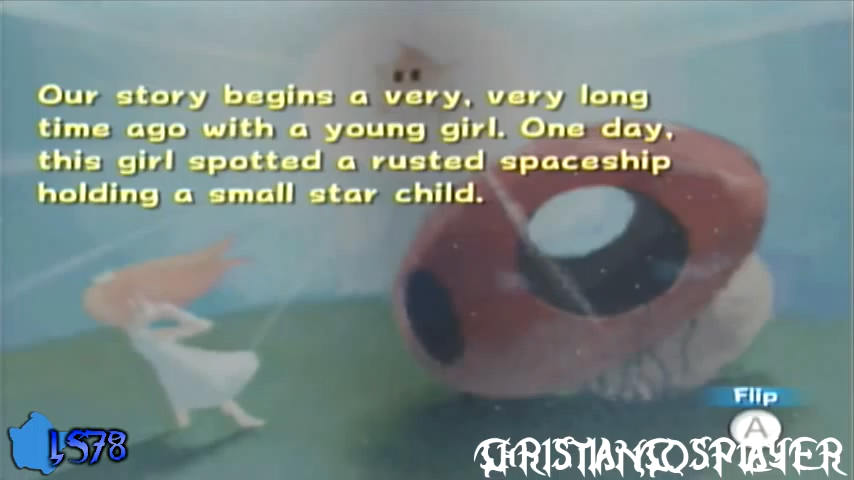 Our story begins a very, very long
time ago with a young girl. One day,
this girl spotted a rusted spaceship
holding a small star child.
Flip
A
LS78
CHRISTIANCOSPLAYER